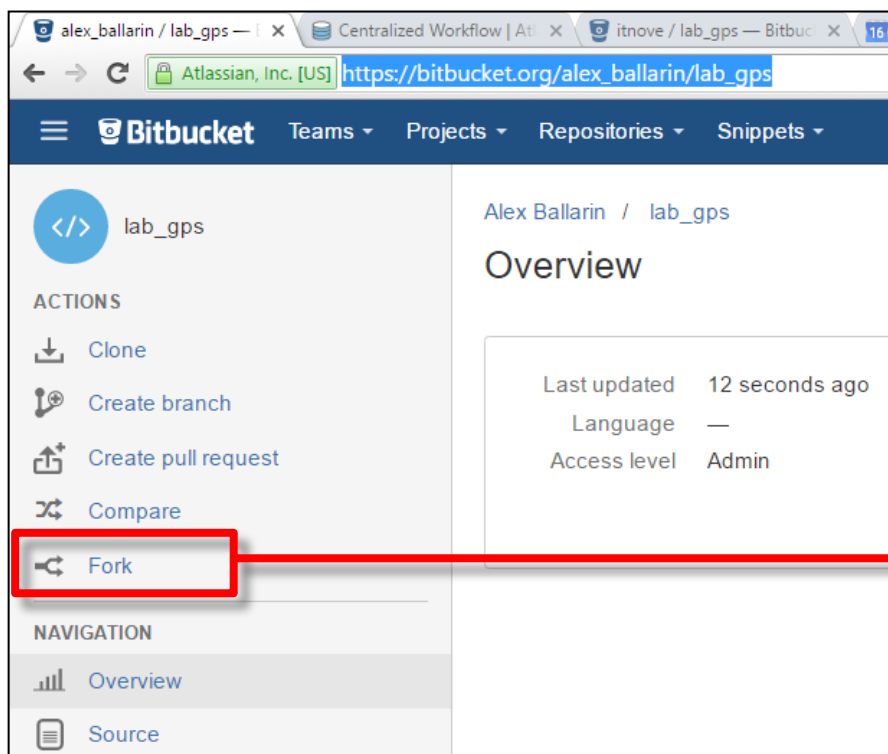 alex_ballarin / lab_gps — Centralized Workflow | Atl itnove / lab_gps — Bitbuc 16
Atlassian, Inc. [US] https://bitbucket.org/alex_ballarin/lab_gps
Bitbucket Teams Projects Repositories Snippets
</> lab_gps
Alex Ballarin / lab_gps
Overview
ACTIONS
Clone
Create branch
Create pull request
Compare
Fork
Last updated 12 seconds ago
Language —
Access level Admin
NAVIGATION
Overview
Source